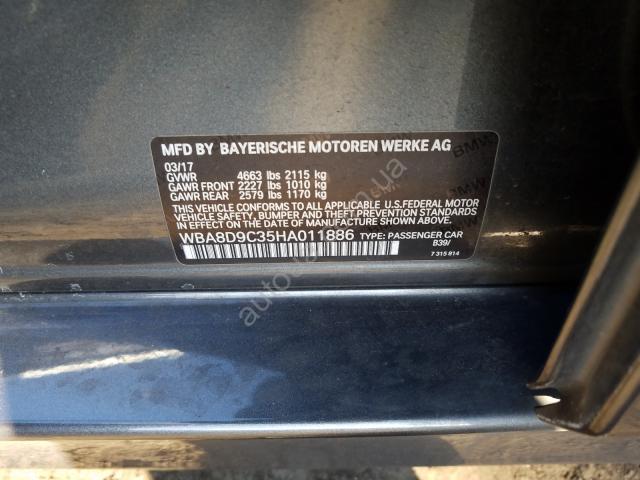 MFD BY BAYERISCHE MOTOREN WERKE AG
03/17
GVWR 4663 lbs 2115 kg
GAWR FRONT 2227 lbs 1010 kg
GAWR REAR 2579 lbs 1170 kg
THIS VEHICLE CONFORMS TO ALL APPLICABLE U.S.FEDERAL MOTOR
VEHICLE SAFETY, BUMPER, AND THEFT PREVENTION STANDARDS
IN EFFECT ON THE DATE OF MANUFACTURE SHOWN ABOVE.
WBA8D9C35HA011886 TYPE: PASSENGER CAR
B39/
7 315 814